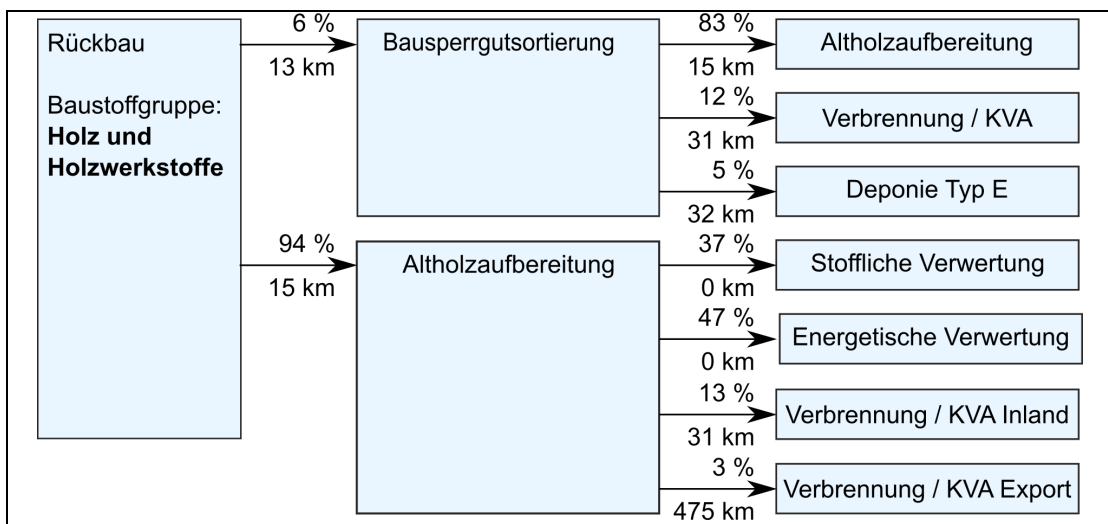 Rückbau
Baustoffgruppe:
Holz und
Holzwerkstoffe
6 %
13 km
Bausperrgutsortierung
83 %
15 km
Altholzaufbereitung
12 %
31 km
Verbrennung / KVA
5 %
32 km
Deponie Typ E
94 %
15 km
Altholzaufbereitung
37 %
0 km
Stoffliche Verwertung
47 %
0 km
Energetische Verwertung
13 %
31 km
Verbrennung / KVA Inland
3 %
475 km
Verbrennung / KVA Export